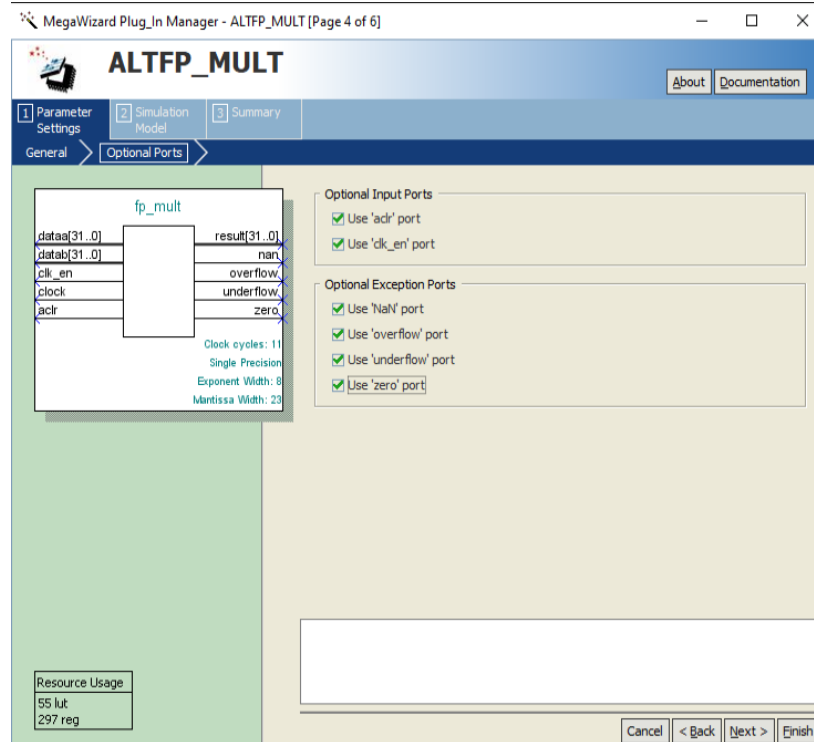 MegaWizard Plug_In Manager - ALTFP_MULT [Page 4 of 6]
ALTFP_MULT
About Documentation
1 Parameter Settings
2 Simulation Model
3 Summary
General Optional Ports
fp_mult
dataa[31..0] result[31..0]
datab[31..0] nan
clk_en overflow
clock underflow
aclr zero
Clock cycles: 11
Single Precision
Exponent Width: 8
Mantissa Width: 23
Optional Input Ports
Use 'aclr' port
Use 'clk_en' port
Optional Exception Ports
Use 'NaN' port
Use 'overflow' port
Use 'underflow' port
Use 'zero' port
Resource Usage
55 lut
297 reg
Cancel < Back Next > Finish